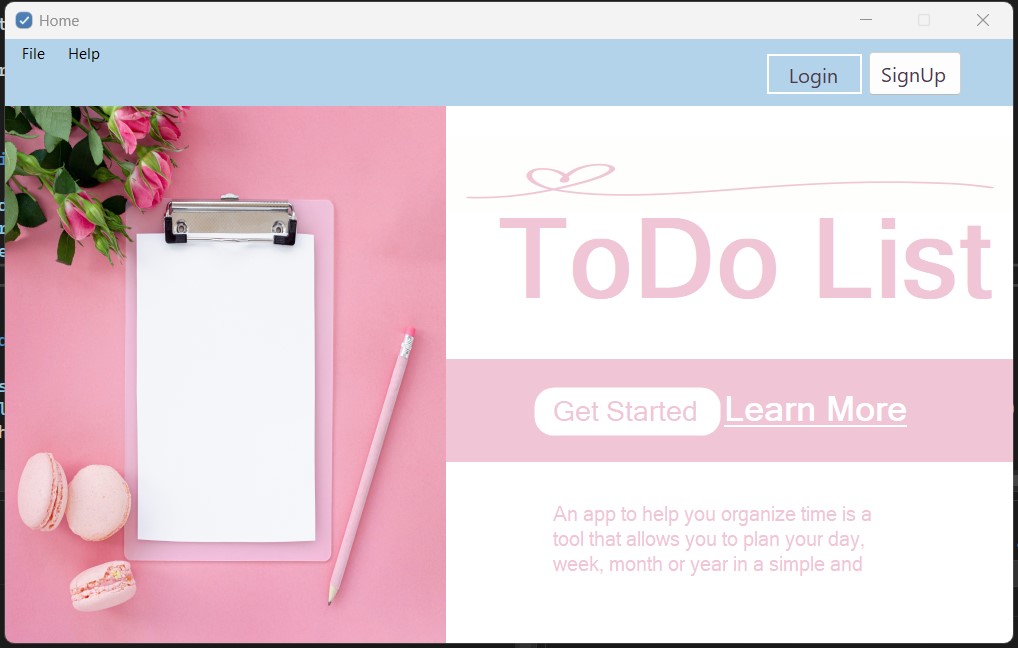 Home
File Help
Login SignUp
ToDo List
Get Started Learn More
An app to help you organize time is a
tool that allows you to plan your day,
week, month or year in a simple and